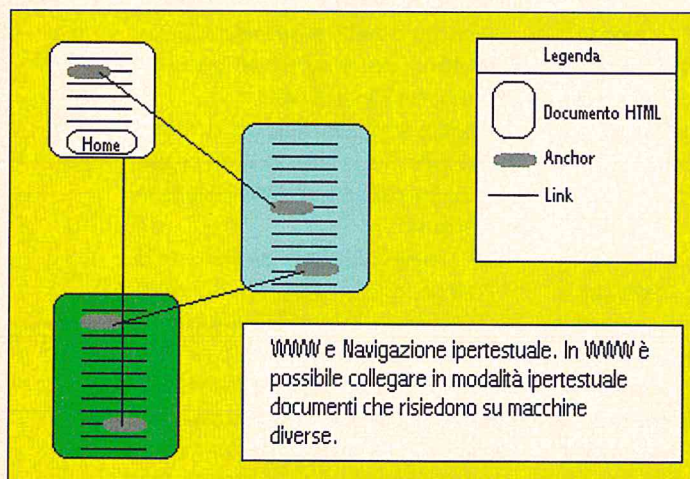 Legenda
Documento HTML
Anchor
Link
Home
WWW e Navigazione ipertestuale. In WWW è
possibile collegare in modalità ipertestuale
documenti che risiedono su macchine
diverse.